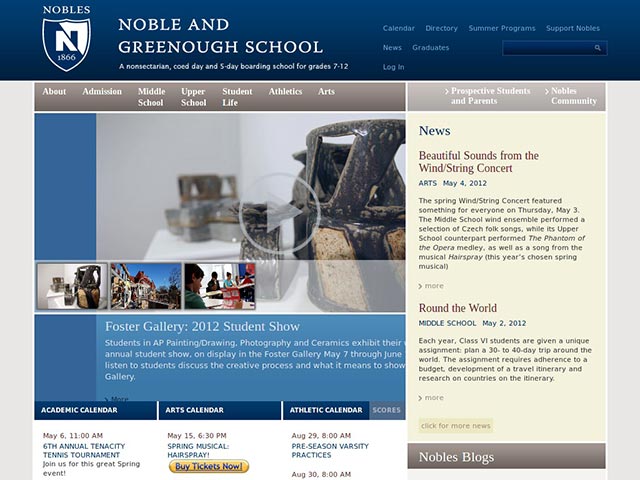 NOBLES
N
1866
NOBLE AND
GREENOUGH SCHOOL
A nonsectarian, coed day and 5-day boarding school for grades 7-12
Calendar Directory Summer Programs Support Nobles
News Graduates
Log In
About Admission Middle School Upper School Student Life Athletics Arts
Prospective Students and Parents
Nobles Community
Foster Gallery: 2012 Student Show
Students in AP Painting/Drawing, Photography and Ceramics exhibit their
annual student show, on display in the Foster Gallery May 7 through June
listen to students discuss the creative process and what it means to show
Gallery.
More
ACADEMIC CALENDAR
May 6, 11:00 AM
6TH ANNUAL TENACITY
TENNIS TOURNAMENT
Join us for this great Spring
event!
ARTS CALENDAR
May 15, 6:30 PM
SPRING MUSICAL:
HAIRSPRAY!
Buy Tickets Now!
ATHLETIC CALENDAR SCORES
Aug 29, 8:00 AM
PRE-SEASON VARSITY
PRACTICES
Aug 30, 8:00 AM
News
Beautiful Sounds from the
Wind/String Concert
ARTS May 4, 2012
The spring Wind/String Concert featured
something for everyone on Thursday, May 3.
The Middle School wind ensemble performed a
selection of Czech folk songs, while its Upper
School counterpart performed The Phantom of
the Opera medley, as well as a song from the
musical Hairspray (this year's chosen spring
musical)
more
Round the World
MIDDLE SCHOOL May 2, 2012
Each year, Class VI students are given a unique
assignment: plan a 30- to 40-day trip around the
world. The assignment requires adherence to a
budget, development of a travel itinerary and
research on countries on the itinerary.
more
click for more news
Nobles Blogs